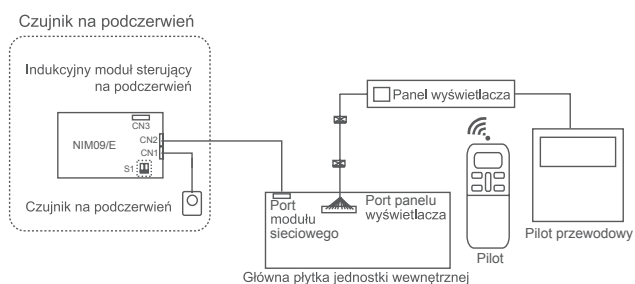 Czujnik na podczerwień
Indukcyjny moduł sterujący
na podczerwień
CN3
NIM09/E
CN2
CN1
S1
Czujnik na podczerwień
Panel wyświetlacza
Port
modułu
sieciowego
Port panelu
wyświetlacza
Pilot
Pilot przewodowy
Główna płytka jednostki wewnętrznej